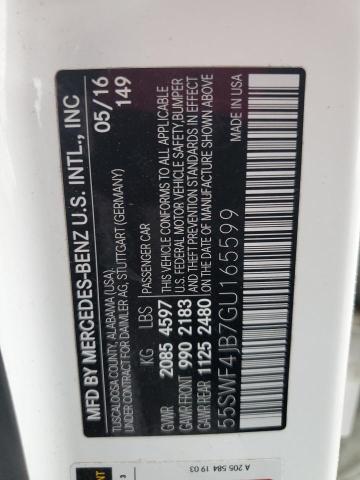 MFD BY MERCEDES-BENZ U.S. INTL., INC
TUSCALOOSA COUNTY, ALABAMA (USA)
UNDER CONTRACT FOR DAIMLER AG, STUTTGART (GERMANY)
05/16
149
KG LBS
GVWR 2085 4597
GAWR FRONT 990 2183
GAWR REAR 1125 2480
PASSENGER CAR
THIS VEHICLE CONFORMS TO ALL APPLICABLE
U.S. FEDERAL MOTOR VEHICLE SAFETY, BUMPER
AND THEFT PREVENTION STANDARDS IN EFFECT
ON THE DATE OF MANUFACTURE SHOWN ABOVE
55SWF4JB7GU165599
A 205 584 19 03